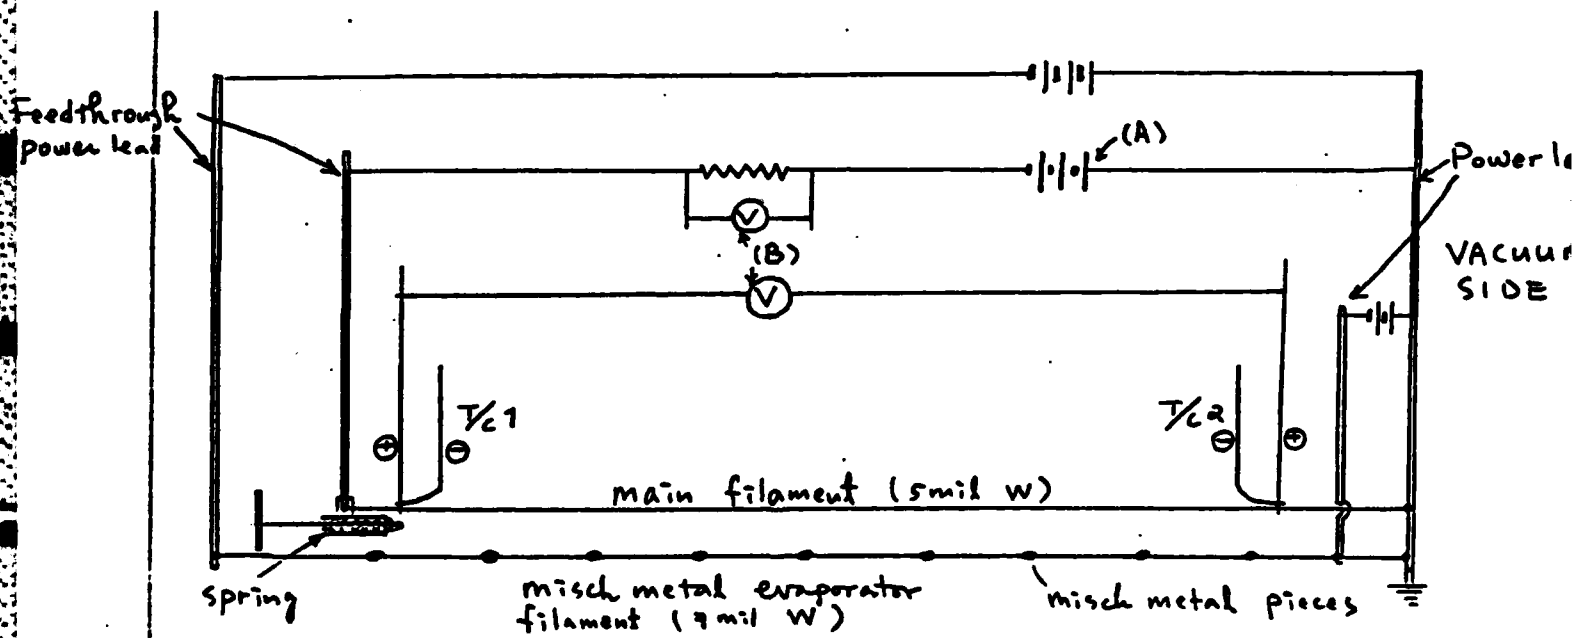 (A)
Feedthrough
power lead
Power
V
(B)
V
VACUUM
SIDE
T/C1
T/C2
+
−
−
+
main filament (5mil W)
spring
misch metal evaporator
filament (7mil W)
misch metal pieces